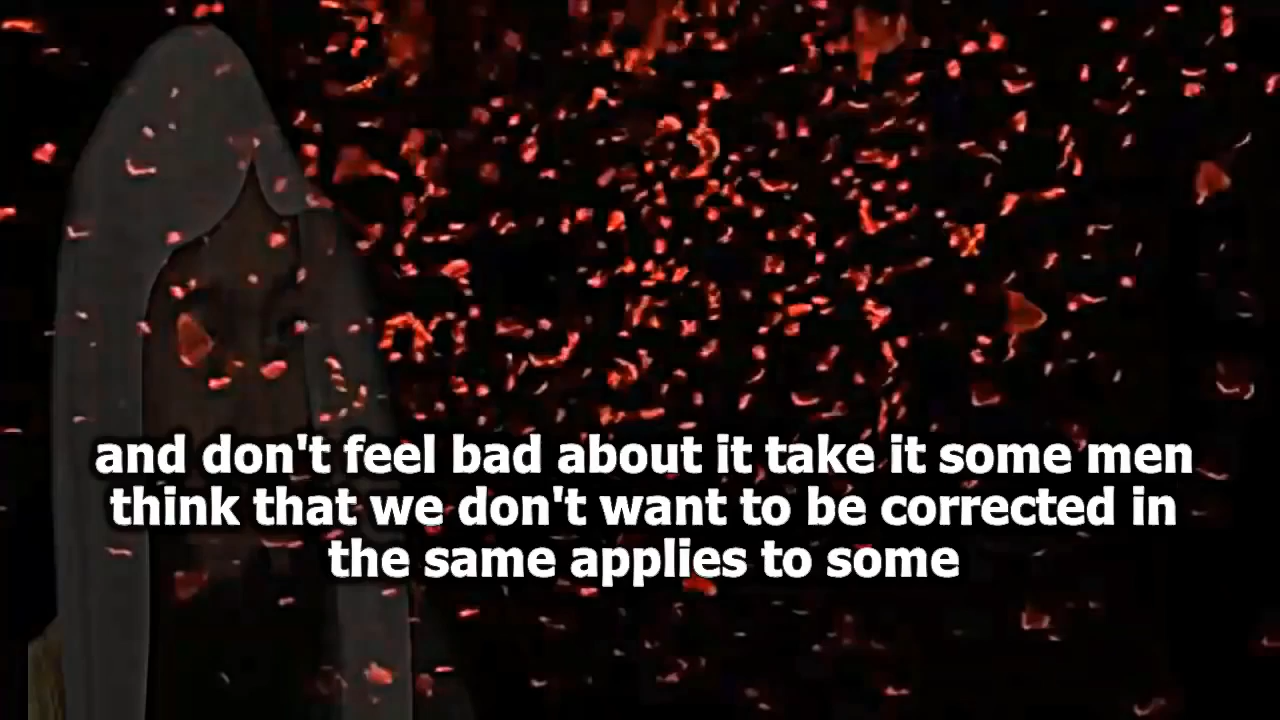 and don't feel bad about it take it some men
think that we don't want to be corrected in
the same applies to some